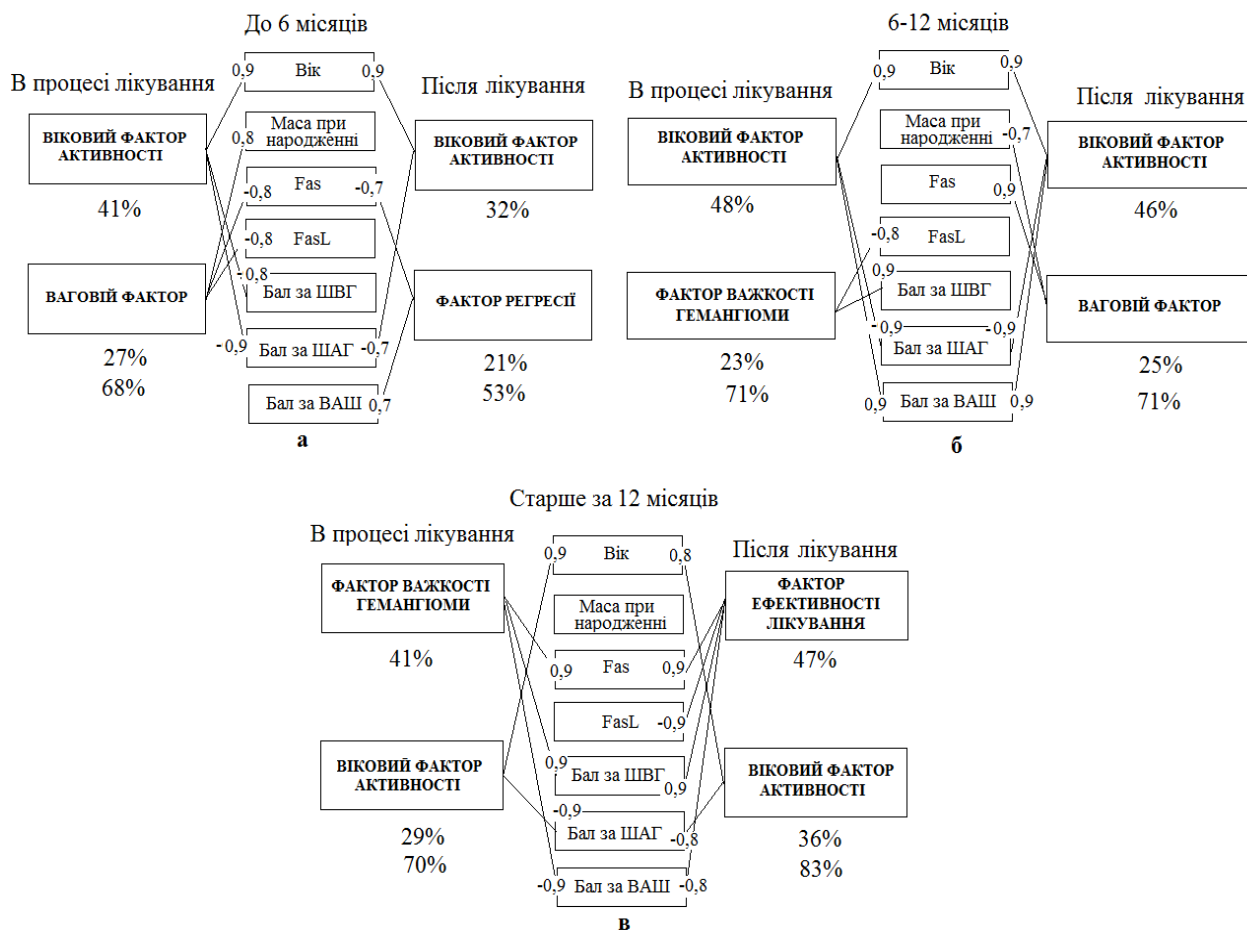 До 6 місяців
В процесі лікування
Після лікування
0,9 Вік 0,9
ВІКОВИЙ ФАКТОР
АКТИВНОСТІ
41%
0,8 Маса при
народженні
ВІКОВИЙ ФАКТОР
АКТИВНОСТІ
32%
-0,8 Fas -0,7
-0,8 FasL
ВАГОВІЙ ФАКТОР
27%
68%
-0,8 Бал за ШВГ
ФАКТОР РЕГРЕСІЇ
21%
53%
-0,9 Бал за ШАГ -0,7
Бал за ВАШ 0,7
а
6-12 місяців
В процесі лікування
Після лікування
0,9 Вік 0,9
ВІКОВИЙ ФАКТОР
АКТИВНОСТІ
48%
Маса при
народженні -0,7
ВІКОВИЙ ФАКТОР
АКТИВНОСТІ
46%
Fas 0,9
-0,8 FasL
ФАКТОР ВАЖКОСТІ
ГЕМАНГІОМИ
23%
71%
0,9 Бал за ШВГ
ВАГОВІЙ ФАКТОР
25%
71%
-0,9 Бал за ШАГ -0,9
0,9 Бал за ВАШ 0,9
б
Старше за 12 місяців
В процесі лікування
Після лікування
0,9 Вік 0,8
ФАКТОР ВАЖКОСТІ
ГЕМАНГІОМИ
41%
Маса при
народженні
ФАКТОР
ЕФЕКТИВНОСТІ
ЛІКУВАННЯ
47%
0,9 Fas 0,9
FasL -0,9
ВІКОВИЙ ФАКТОР
АКТИВНОСТІ
29%
70%
0,9 Бал за ШВГ 0,9
ВІКОВИЙ ФАКТОР
АКТИВНОСТІ
36%
83%
-0,9 Бал за ШАГ -0,8
-0,9 Бал за ВАШ -0,8
в